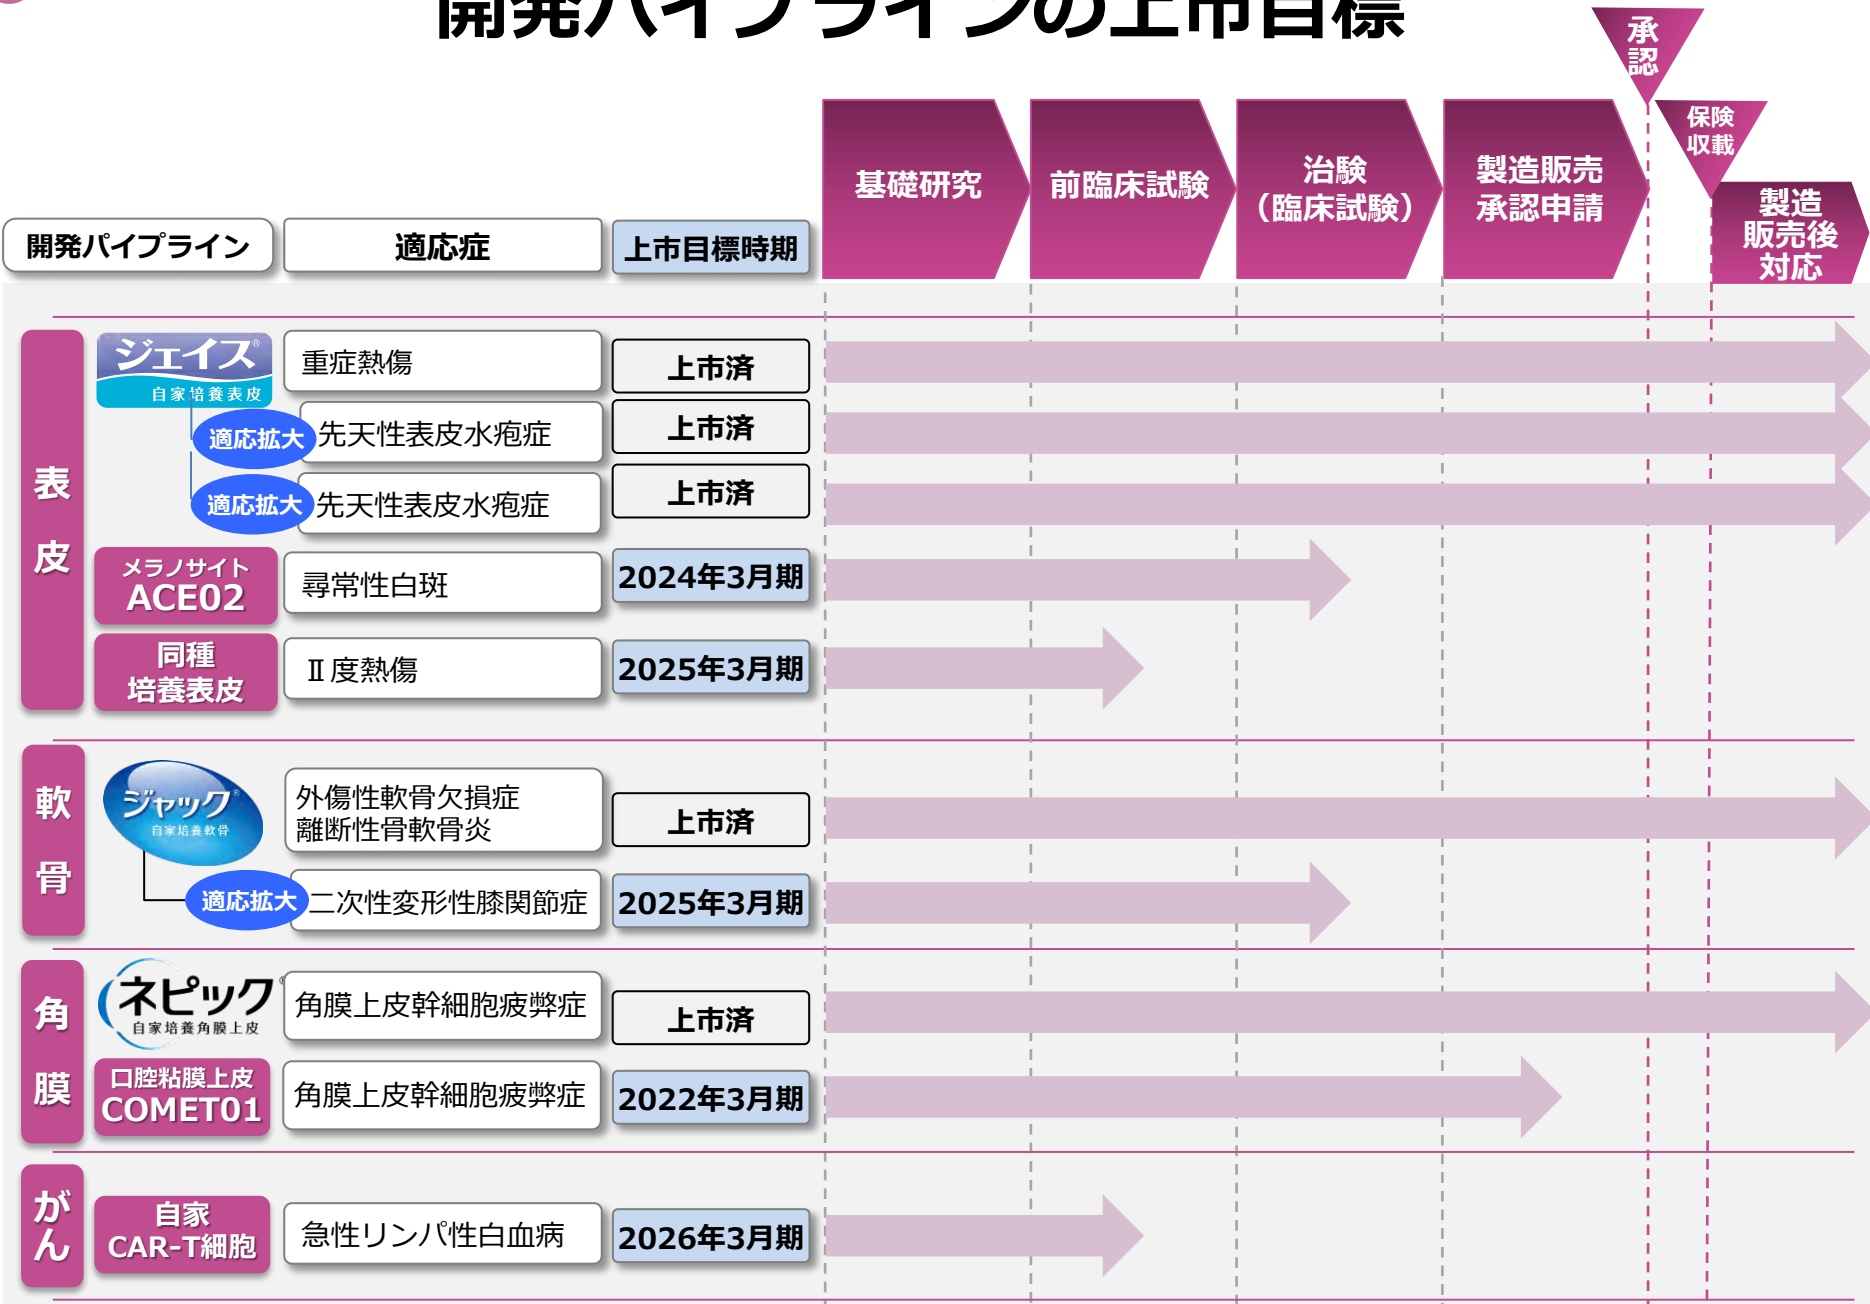 開発パイプラインの上市目標
承認
保険
収載
基礎研究
前臨床試験
治験
（臨床試験）
製造販売
承認申請
製造
販売後
対応
開発パイプライン
適応症
上市目標時期
表皮
ジェイス®
自家培養表皮
重症熱傷
上市済
適応拡大
先天性表皮水疱症
上市済
適応拡大
先天性表皮水疱症
上市済
メラノサイト
ACE02
尋常性白斑
2024年3月期
同種
培養表皮
Ⅱ度熱傷
2025年3月期
軟骨
ジャック®
自家培養軟骨
外傷性軟骨欠損症
離断性骨軟骨炎
上市済
適応拡大
二次性変形性膝関節症
2025年3月期
角膜
ネピック®
自家培養角膜上皮
角膜上皮幹細胞疲弊症
上市済
口腔粘膜上皮
COMET01
角膜上皮幹細胞疲弊症
2022年3月期
がん
自家
CAR-T細胞
急性リンパ性白血病
2026年3月期